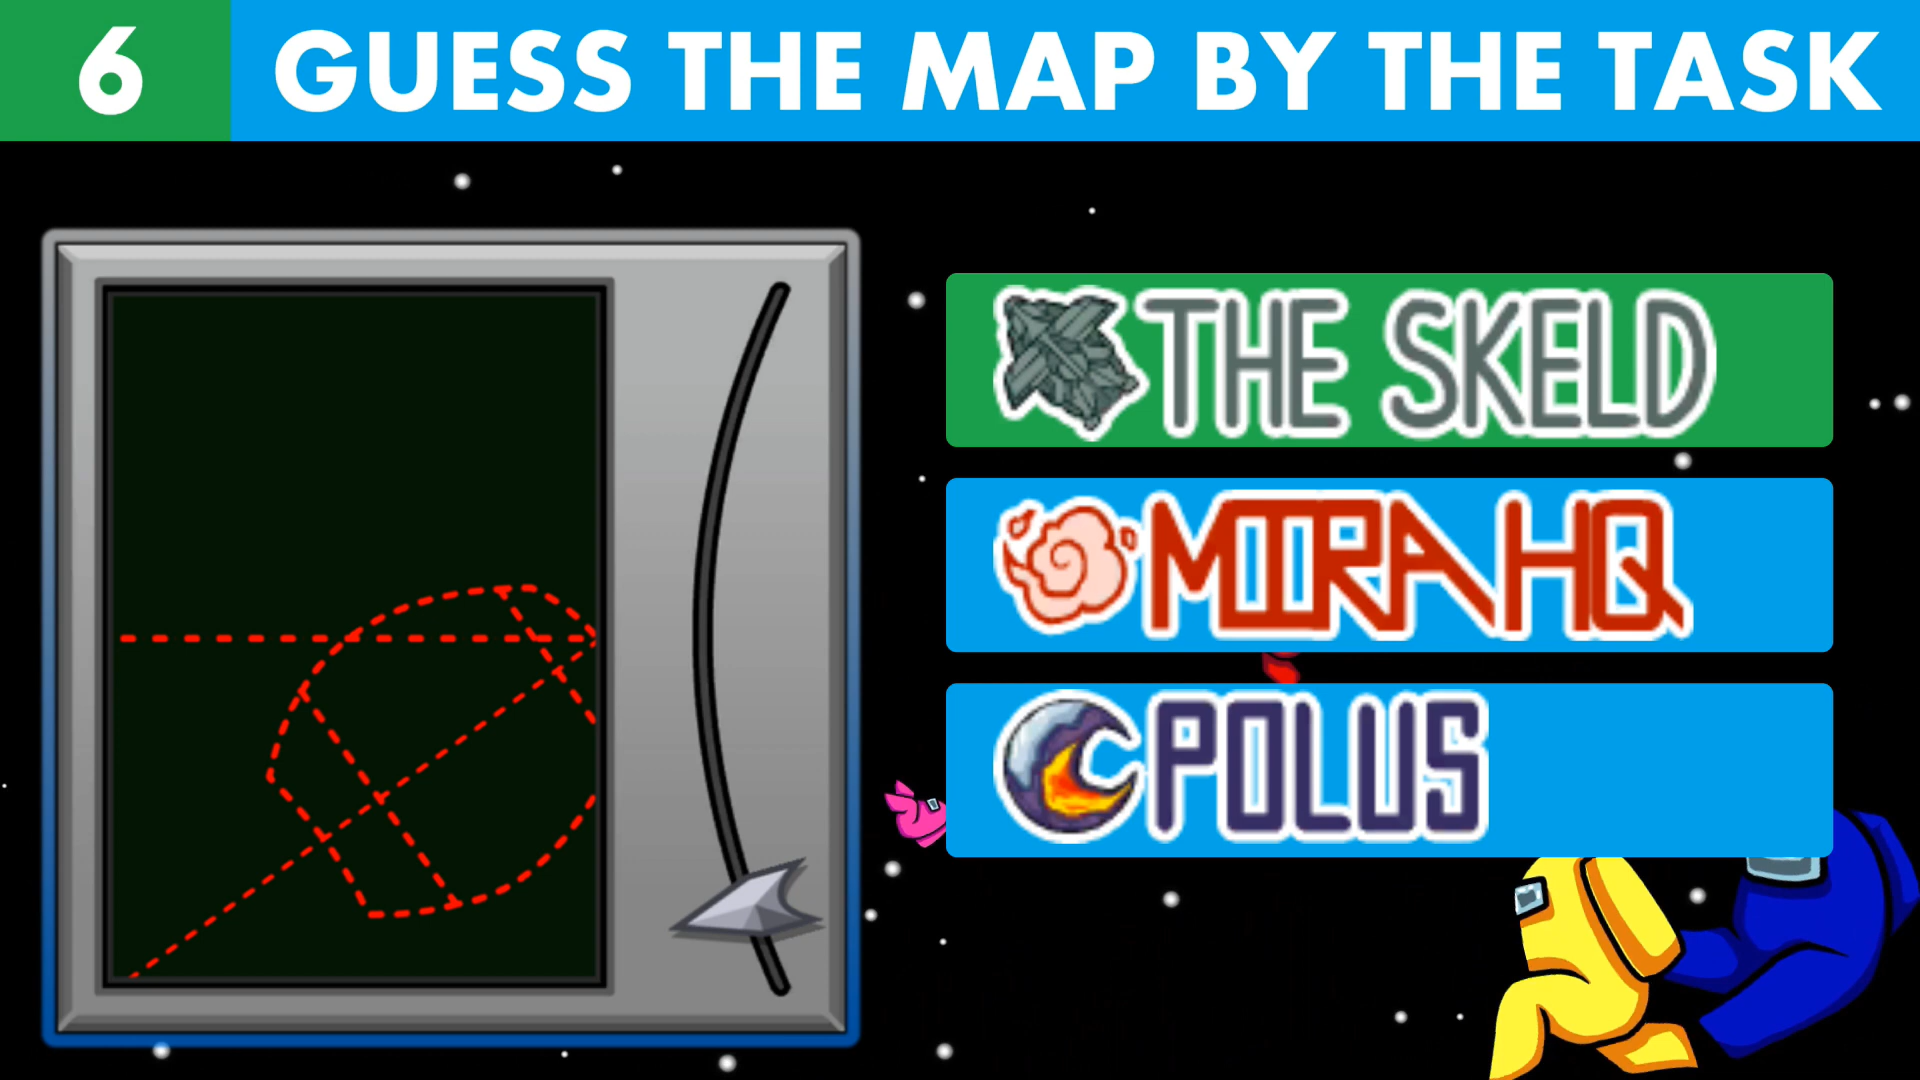 6
GUESS THE MAP BY THE TASK
THE SKELD
MIRA HQ
POLUS